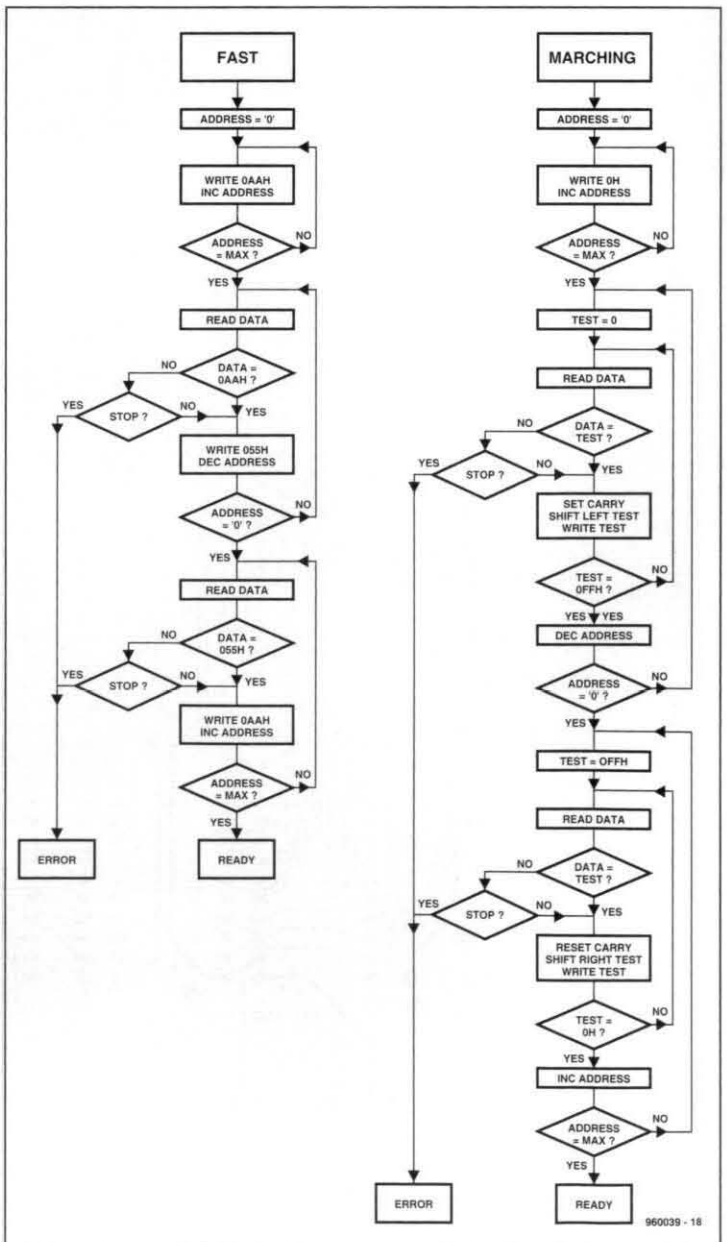 FAST
ADDRESS = '0'
WRITE 0AAH
INC ADDRESS
ADDRESS
= MAX ?
NO
YES
READ DATA
DATA =
0AAH ?
NO
YES
STOP ?
YES
NO
WRITE 055H
DEC ADDRESS
ADDRESS
= '0' ?
NO
YES
READ DATA
DATA =
055H ?
NO
YES
STOP ?
YES
NO
WRITE 0AAH
INC ADDRESS
ADDRESS
= MAX ?
NO
YES
ERROR
READY
MARCHING
ADDRESS = '0'
WRITE 0H
INC ADDRESS
ADDRESS
= MAX ?
NO
YES
TEST = 0
READ DATA
DATA =
TEST ?
NO
YES
STOP ?
YES
NO
SET CARRY
SHIFT LEFT TEST
WRITE TEST
TEST =
0FFH ?
NO
YES YES
DEC ADDRESS
ADDRESS
= '0' ?
NO
YES
TEST = OFFH
READ DATA
DATA =
TEST ?
NO
YES
STOP ?
YES
NO
RESET CARRY
SHIFT RIGHT TEST
WRITE TEST
TEST =
0H ?
NO
YES
INC ADDRESS
ADDRESS
= MAX ?
NO
YES
ERROR
READY
960039 - 18